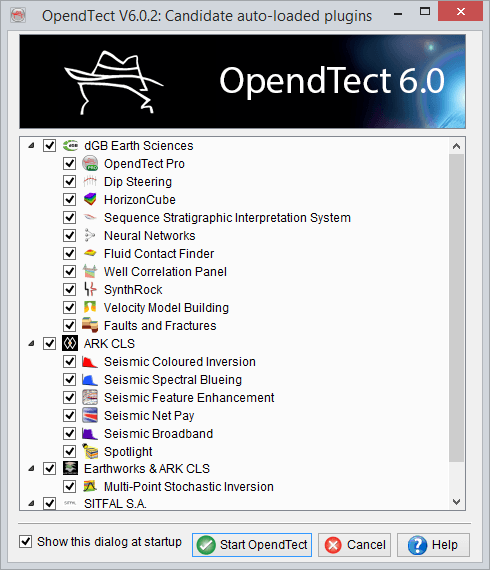 OpendTect V6.0.2: Candidate auto-loaded plugins
OpendTect 6.0
dGB Earth Sciences
OpendTect Pro
Dip Steering
HorizonCube
Sequence Stratigraphic Interpretation System
Neural Networks
Fluid Contact Finder
Well Correlation Panel
SynthRock
Velocity Model Building
Faults and Fractures
ARK CLS
Seismic Coloured Inversion
Seismic Spectral Blueing
Seismic Feature Enhancement
Seismic Net Pay
Seismic Broadband
Spotlight
Earthworks & ARK CLS
Multi-Point Stochastic Inversion
SITFAL S.A.
Show this dialog at startup
Start OpendTect
Cancel
Help